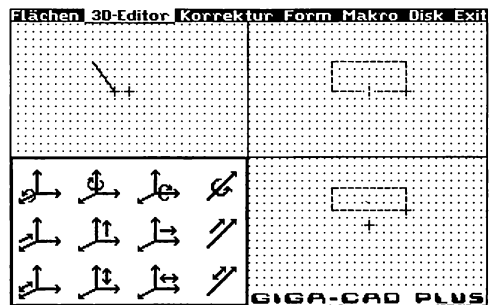 Flächen 3D-Editor Korrektur Form Makro Disk Exit
GIGA-CAD PLUS